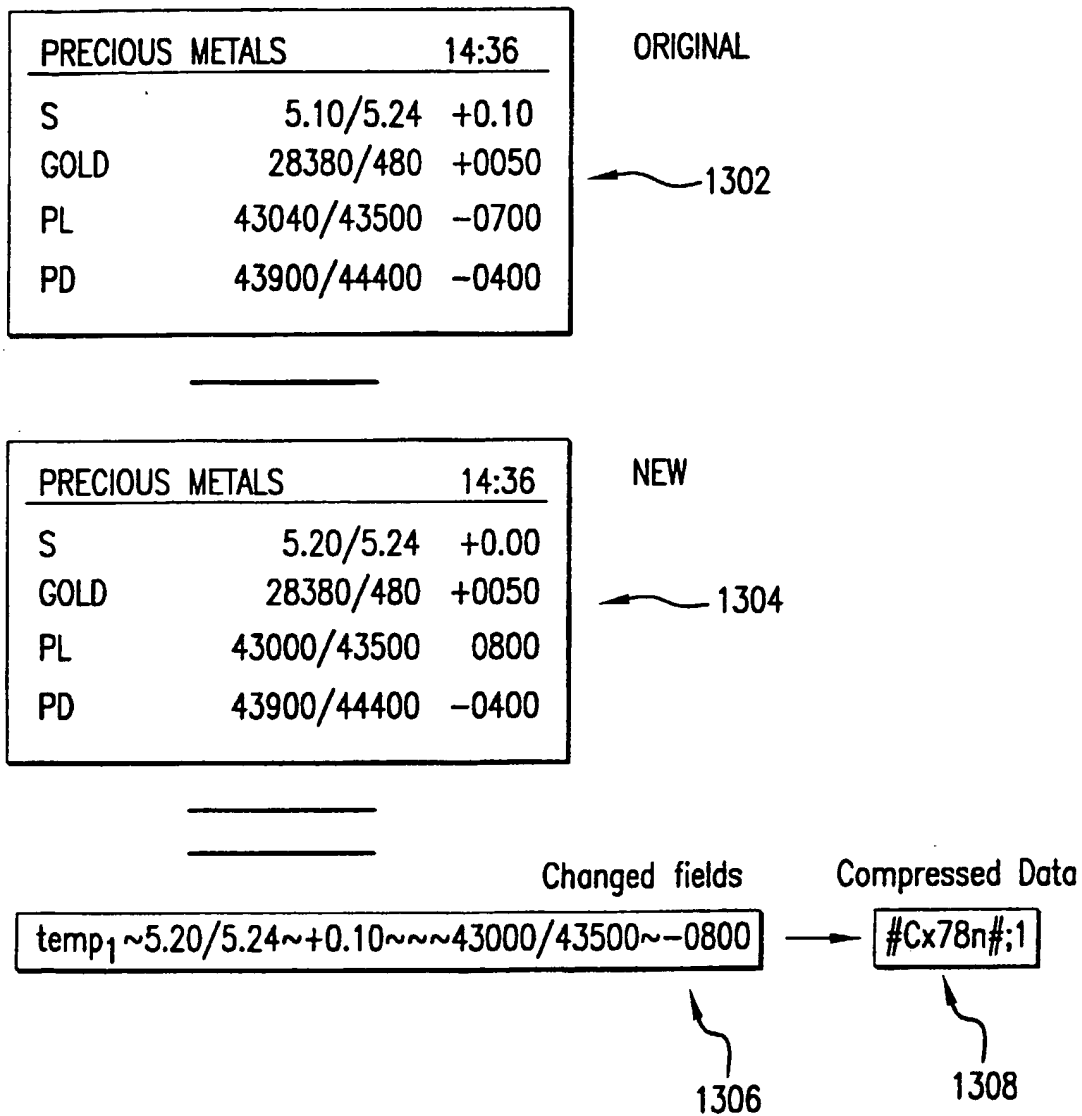 PRECIOUS METALS 14:36 ORIGINAL
S 5.10/5.24 +0.10
GOLD 28380/480 +0050
1302
PL 43040/43500 -0700
PD 43900/44400 -0400
PRECIOUS METALS 14:36 NEW
S 5.20/5.24 +0.00
GOLD 28380/480 +0050
1304
PL 43000/43500 0800
PD 43900/44400 -0400
Changed fields Compressed Data
temp1~5.20/5.24~+0.10~~~43000/43500~-0800 #Cx78n#;1
1306 1308